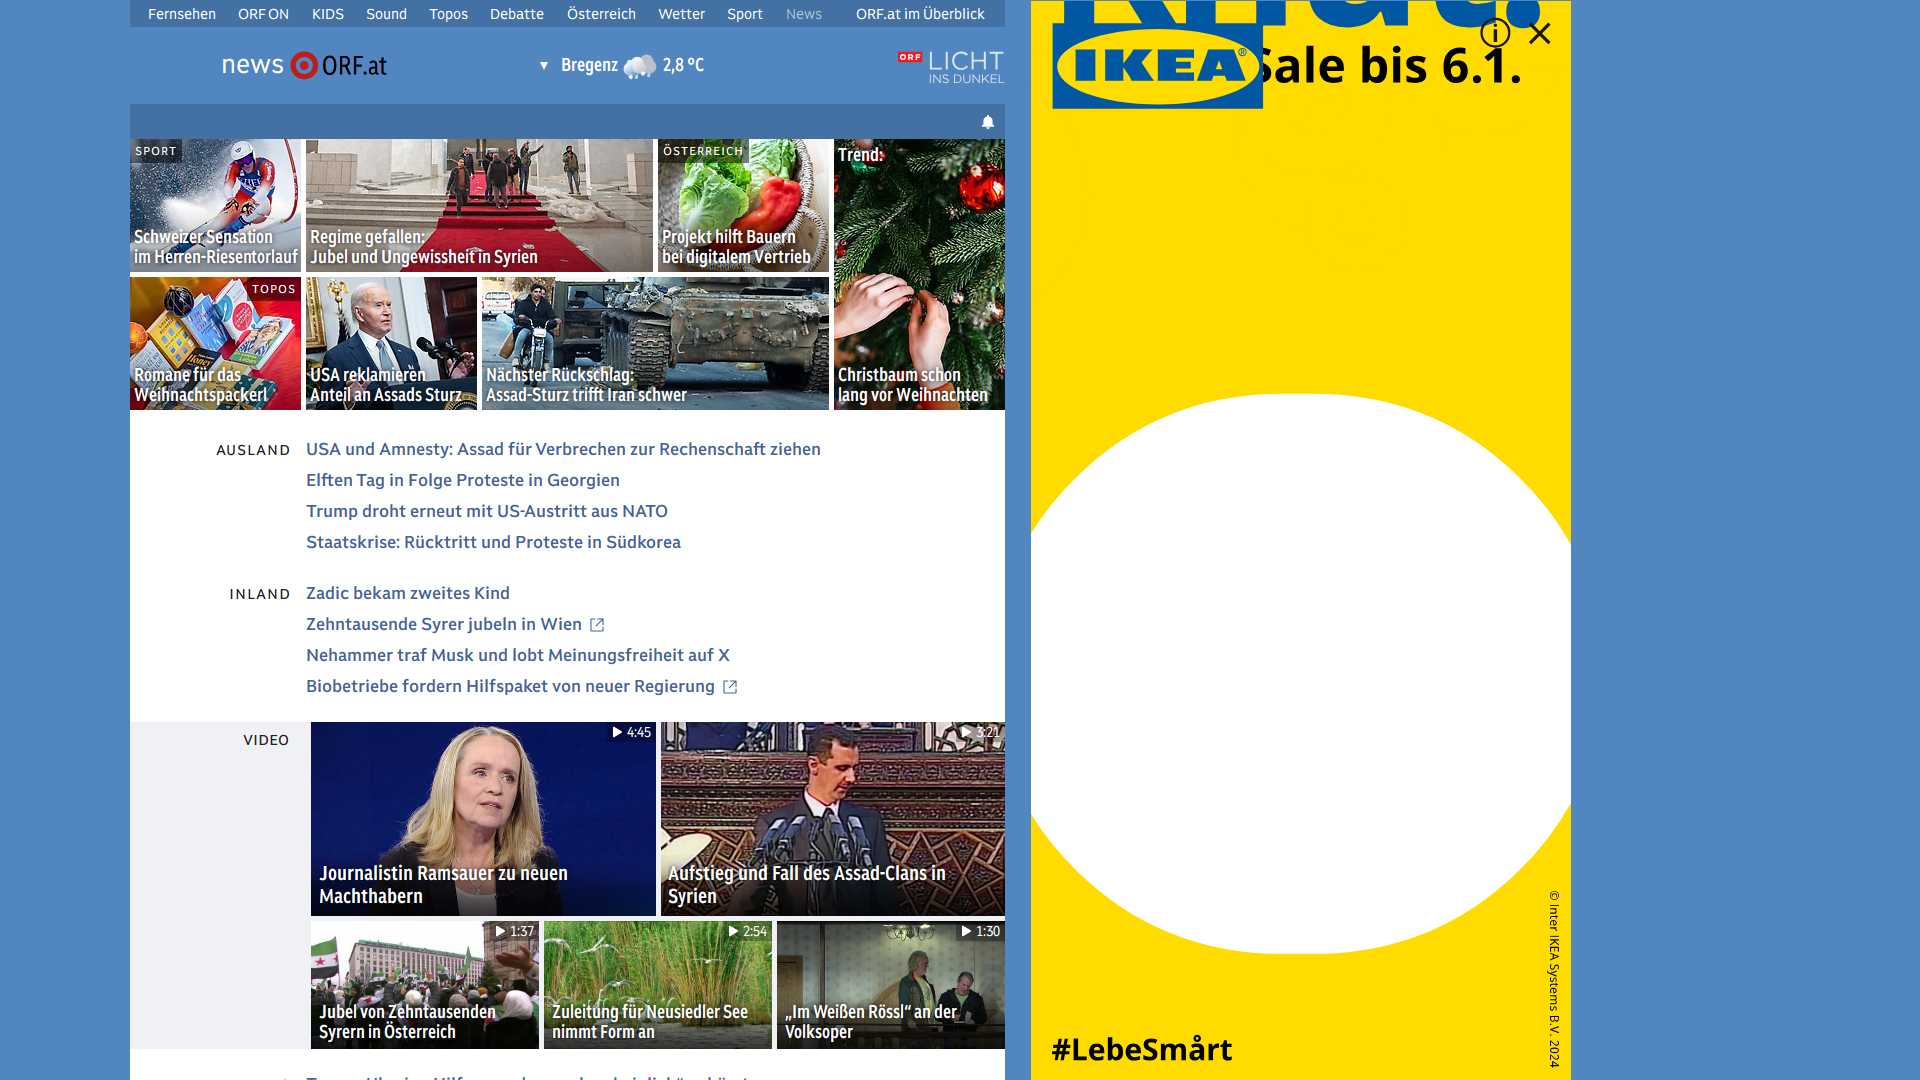 Fernsehen ORF ON KIDS Sound Topos Debatte Österreich Wetter Sport News ORF.at im Überblick
news ORF.at
▼ Bregenz 2,8 °C
ORF LICHT
INS DUNKEL
SPORT
Schweizer Sensation
im Herren-Riesentorlauf
Regime gefallen:
Jubel und Ungewissheit in Syrien
ÖSTERREICH
Projekt hilft Bauern
bei digitalem Vertrieb
Trend:
Christbaum schon
lang vor Weihnachten
TOPOS
Romane für das
Weihnachtspackerl
USA reklamieren
Anteil an Assads Sturz
Nächster Rückschlag:
Assad-Sturz trifft Iran schwer
AUSLAND
USA und Amnesty: Assad für Verbrechen zur Rechenschaft ziehen
Elften Tag in Folge Proteste in Georgien
Trump droht erneut mit US-Austritt aus NATO
Staatskrise: Rücktritt und Proteste in Südkorea
INLAND
Zadic bekam zweites Kind
Zehntausende Syrer jubeln in Wien
Nehammer traf Musk und lobt Meinungsfreiheit auf X
Biobetriebe fordern Hilfspaket von neuer Regierung
VIDEO
4:45
Journalistin Ramsauer zu neuen
Machthabern
3:21
Aufstieg und Fall des Assad-Clans in
Syrien
1:37
Jubel von Zehntausenden
Syrern in Österreich
2:54
Zuleitung für Neusiedler See
nimmt Form an
1:30
„Im Weißen Rössl“ an der
Volksoper
IKEA®
Sale bis 6.1.
© Inter IKEA Systems B.V. 2024
#LebeSmårt